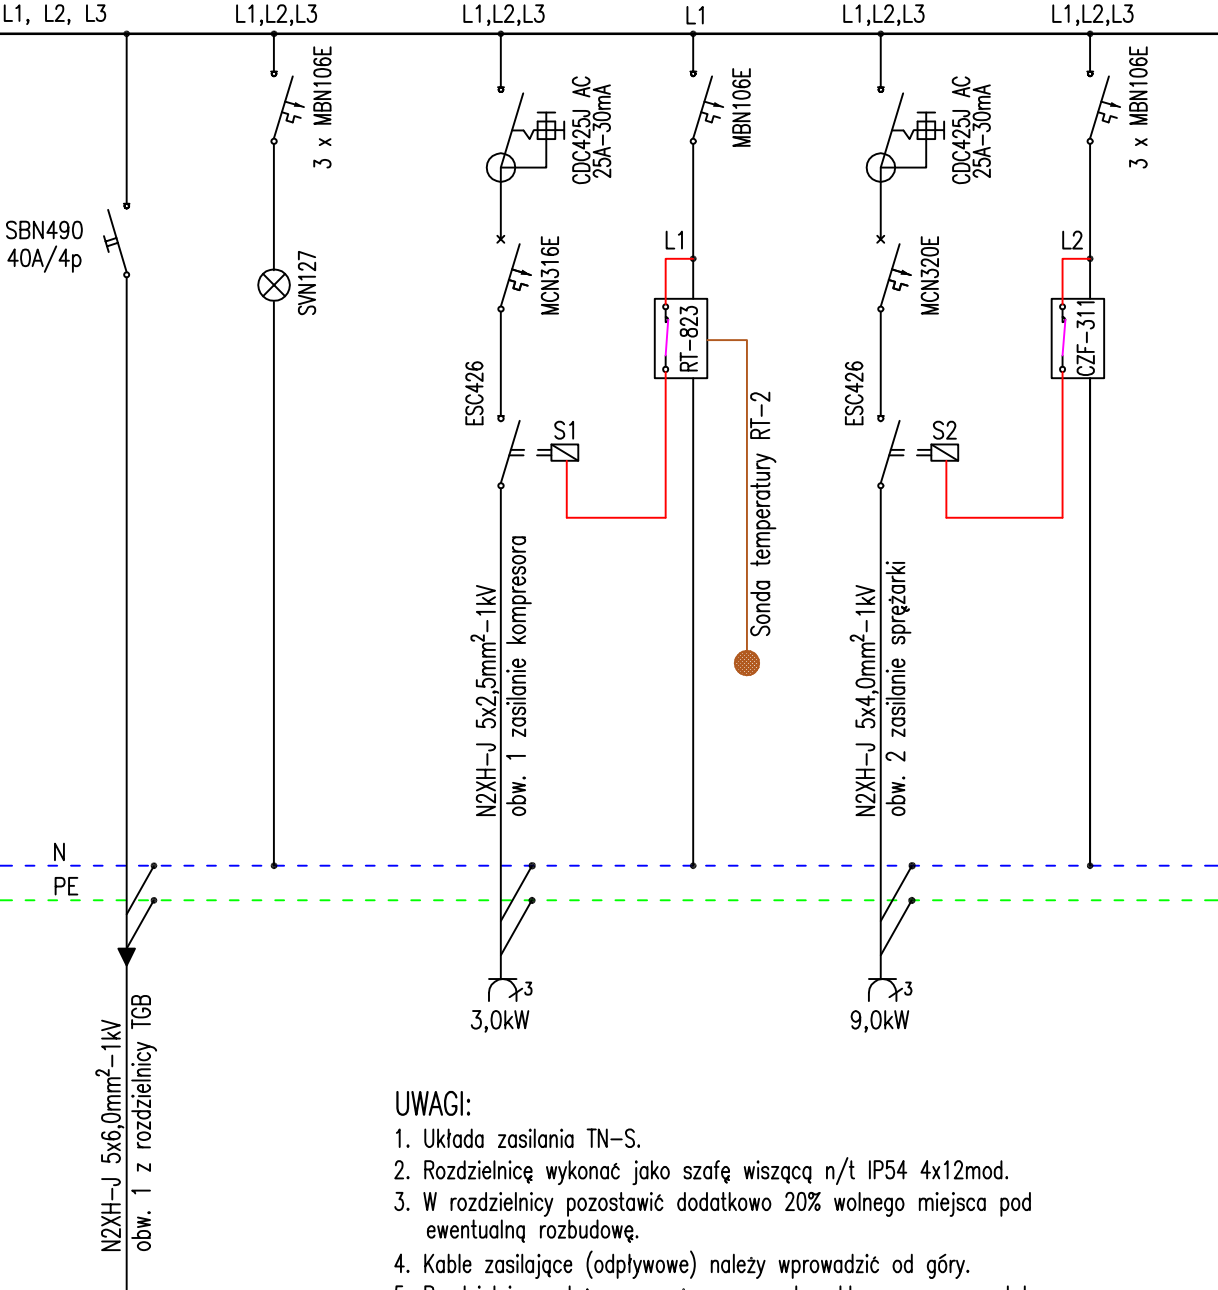 L1, L2, L3
L1,L2,L3
L1,L2,L3
L1
L1,L2,L3
L1,L2,L3
3 x MBN106E
CDC425J AC
25A-30mA
MBN106E
CDC425J AC
25A-30mA
3 x MBN106E
SBN490
40A/4p
SVN127
MCN316E
L1
RT-823
MCN320E
L2
CZF-311
ESC426
S1
Sonda temperatury RT-2
ESC426
S2
N2XH-J 5x2,5mm²-1kV
obw. 1 zasilanie kompresora
N2XH-J 5x4,0mm²-1kV
obw. 2 zasilanie sprężarki
N
PE
3
3,0kW
3
9,0kW
N2XH-J 5x6,0mm²-1kV
obw. 1 z rozdzielnicy TGB
UWAGI:
1. Układa zasilania TN-S.
2. Rozdzielnicę wykonać jako szafę wiszącą n/t IP54 4x12mod.
3. W rozdzielnicy pozostawić dodatkowo 20% wolnego miejsca pod
ewentualną rozbudowę.
4. Kable zasilające (odpływowe) należy wprowadzić od góry.